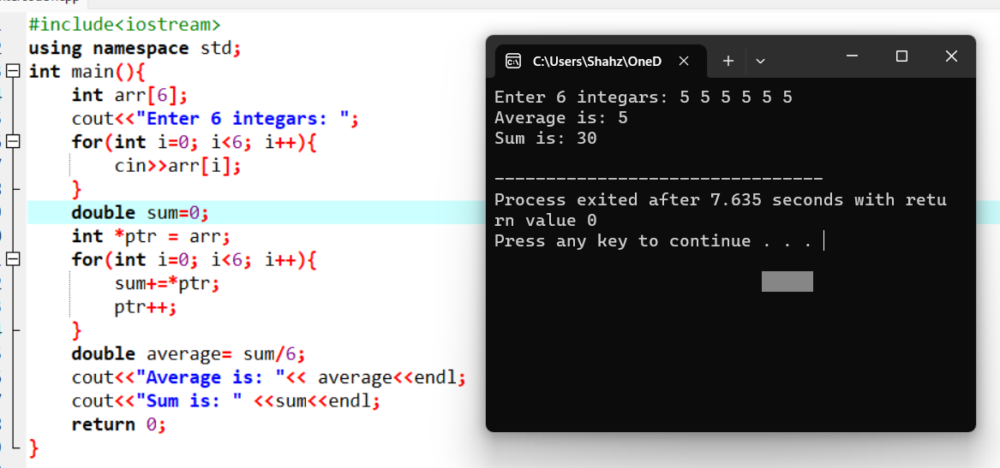 #include<iostream>
using namespace std;
int main(){
int arr[6];
cout<<"Enter 6 integars: ";
for(int i=0; i<6; i++){
cin>>arr[i];
}
double sum=0;
int *ptr = arr;
for(int i=0; i<6; i++){
sum+=*ptr;
ptr++;
}
double average= sum/6;
cout<<"Average is: "<< average<<endl;
cout<<"Sum is: " <<sum<<endl;
return 0;
}
C:\Users\Shahz\OneD
Enter 6 integars: 5 5 5 5 5 5
Average is: 5
Sum is: 30
--------------------------------
Process exited after 7.635 seconds with retu
rn value 0
Press any key to continue . . .